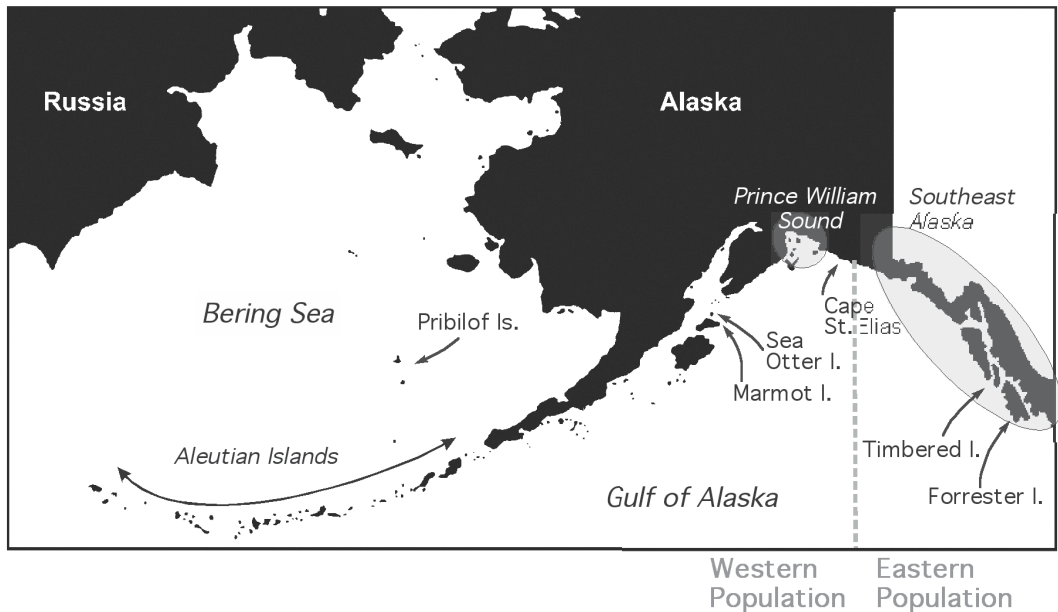 Russia
Alaska
Prince William
Sound
Southeast
Alaska
Bering Sea
Pribilof Is.
Cape
St. Elias
Sea
Otter I.
Marmot I.
Aleutian Islands
Timbered I.
Gulf of Alaska
Forrester I.
Western
Population
Eastern
Population